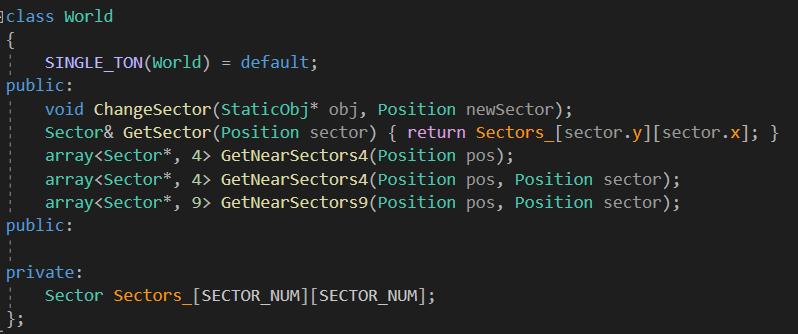 class World
{
    SINGLE_TON(World) = default;
public:
    void ChangeSector(StaticObj* obj, Position newSector);
    Sector& GetSector(Position sector) { return Sectors_[sector.y][sector.x]; }
    array<Sector*, 4> GetNearSectors4(Position pos);
    array<Sector*, 4> GetNearSectors4(Position pos, Position sector);
    array<Sector*, 9> GetNearSectors9(Position pos, Position sector);
public:

private:
    Sector Sectors_[SECTOR_NUM][SECTOR_NUM];
};